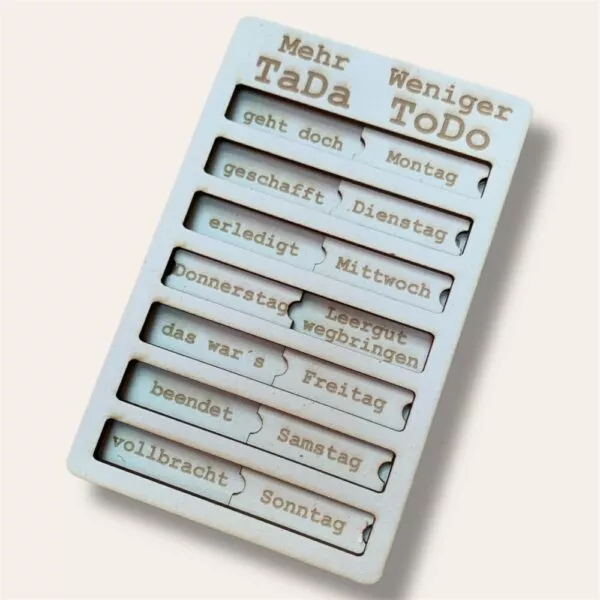 Mehr Weniger
TaDa ToDo
geht doch Montag
geschafft Dienstag
erledigt Mittwoch
Donnerstag Leergut
wegbringen
das war´s Freitag
beendet Samstag
vollbracht Sonntag